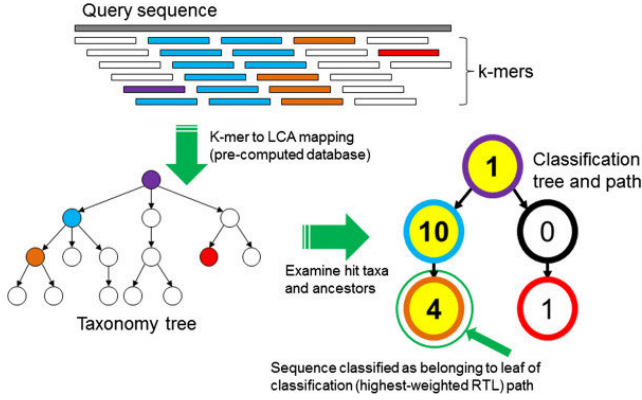 Query sequence
k-mers
K-mer to LCA mapping
(pre-computed database)
1
Classification
tree and path
10
0
Examine hit taxa
and ancestors
4
1
Taxonomy tree
Sequence classified as belonging to leaf of
classification (highest-weighted RTL) path